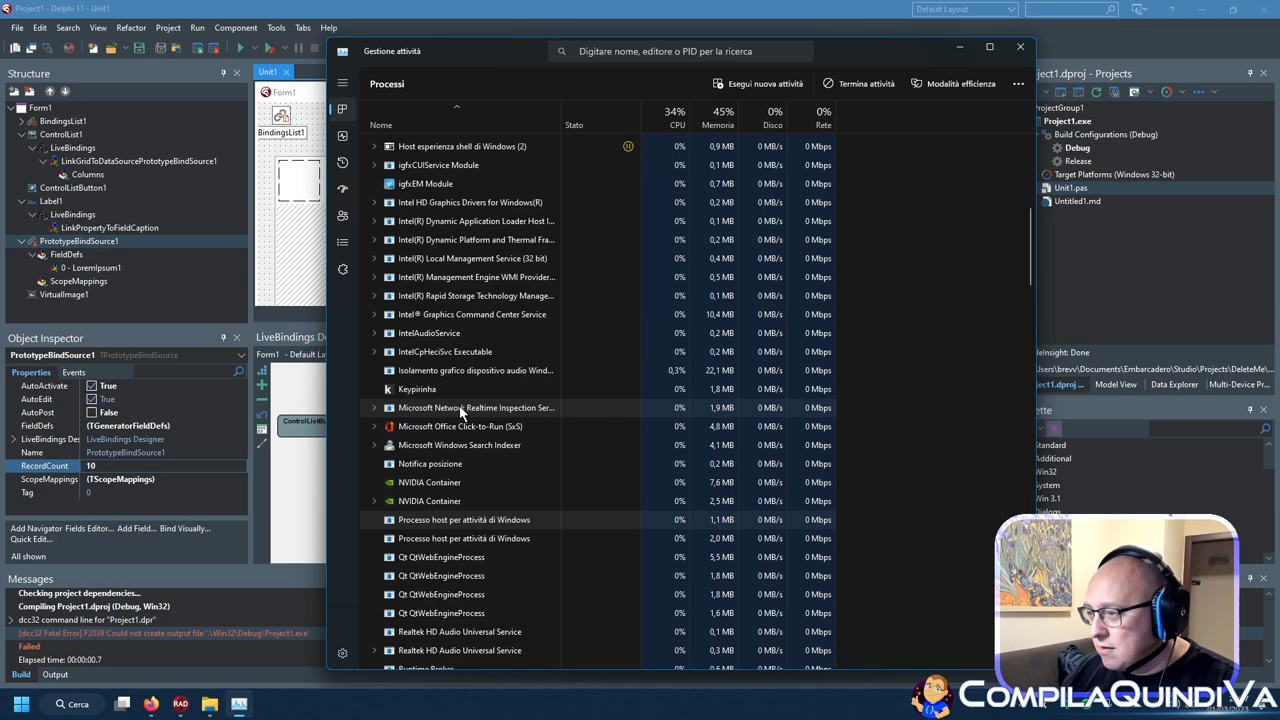 Project1 - Delphi 11 - Unit1
Default Layout
File Edit Search View Refactor Project Run Component Tools
Structure
Form1
BindingsList1
ControlList1
LiveBindings
LinkGridToDataSourcePrototypeBindSource1
Columns
ControlListButton1
Label1
LiveBindings
LinkPropertyToFieldCaption
PrototypeBindSource1
FieldDefs
0 - LoremIpsum1
ScopeMappings
VirtualImage1
Object Inspector
PrototypeBindSource1 TPrototypeBindSource
Properties Events
AutoActivate True
AutoEdit True
AutoPost False
(TGeneratorFieldDefs)
LiveBindings Des LiveBindings Designer
Name PrototypeBindSource1
RecordCount 10
ScopeMappings (TScopeMappings)
Tag 0
Add Navigator Fields Editor... Add Field... Bind Visually...
Quick Edit...
All shown
Messages
Checking project dependencies...
Compiling Project1.dproj (Debug, Win32)
dcc32 command line for "Project1.dpr"
[dcc32 Fatal Error] F2039 Could not create output file '.\Win32\Debug\Project1.exe'
Failed
Elapsed time: 00:00:00.7
Build Output
Unit1
Form1
BindingsList1
LiveBindings De
Form1 - Default Layo
ControlListBu
Gestione attività
Digitare nome, editore o PID per la ricerca
Processi
Esegui nuova attività
Termina attività
Modalità efficienza
34% 45% 0% 0%
Nome Stato CPU Memoria Disco Rete
Host esperienza shell di Windows (2) 0% 0,9 MB 0 MB/s 0 Mbps
igfxCUIService Module 0% 0,1 MB 0 MB/s 0 Mbps
igfxEM Module 0% 0,7 MB 0 MB/s 0 Mbps
Intel HD Graphics Drivers for Windows(R) 0% 0,2 MB 0 MB/s 0 Mbps
Intel(R) Dynamic Application Loader Host I... 0% 0,1 MB 0 MB/s 0 Mbps
Intel(R) Dynamic Platform and Thermal Fra... 0% 0,2 MB 0 MB/s 0 Mbps
Intel(R) Local Management Service (32 bit) 0% 0,4 MB 0 MB/s 0 Mbps
Intel(R) Management Engine WMI Provider... 0% 0,5 MB 0 MB/s 0 Mbps
Intel(R) Rapid Storage Technology Manage... 0% 0,2 MB 0 MB/s 0 Mbps
Intel® Graphics Command Center Service 0% 10,4 MB 0 MB/s 0 Mbps
IntelAudioService 0% 0,2 MB 0 MB/s 0 Mbps
IntelCpHeciSvc Executable 0% 0,2 MB 0 MB/s 0 Mbps
Isolamento grafico dispositivo audio Wind... 0,3% 22,1 MB 0 MB/s 0 Mbps
Keypirinha 0% 1,8 MB 0 MB/s 0 Mbps
Microsoft Network Realtime Inspection Ser... 0% 1,9 MB 0 MB/s 0 Mbps
Microsoft Office Click-to-Run (SxS) 0% 4,8 MB 0 MB/s 0 Mbps
Microsoft Windows Search Indexer 0% 4,1 MB 0 MB/s 0 Mbps
Notifica posizione 0% 0,2 MB 0 MB/s 0 Mbps
NVIDIA Container 0% 7,6 MB 0 MB/s 0 Mbps
NVIDIA Container 0% 2,5 MB 0 MB/s 0 Mbps
Processo host per attività di Windows 0% 1,1 MB 0 MB/s 0 Mbps
Processo host per attività di Windows 0% 2,0 MB 0 MB/s 0 Mbps
Qt QtWebEngineProcess 0% 5,5 MB 0 MB/s 0 Mbps
Qt QtWebEngineProcess 0% 1,8 MB 0 MB/s 0 Mbps
Qt QtWebEngineProcess 0% 1,8 MB 0 MB/s 0 Mbps
Qt QtWebEngineProcess 0% 1,6 MB 0 MB/s 0 Mbps
Realtek HD Audio Universal Service 0% 1,3 MB 0 MB/s 0 Mbps
Realtek HD Audio Universal Service 0% 1,4 MB 0 MB/s 0 Mbps
ct1.dproj - Projects
ProjectGroup1
Project1.exe
Build Configurations (Debug)
Debug
Release
Target Platforms (Windows 32-bit)
Unit1.pas
Untitled1.md
eInsight: Done
ers\brevv\Documents\Embarcadero\Studio\Projects\DeleteMe\
ject1.dproj ... Model View Data Explorer Multi-Device Pr...
ette
Standard
Additional
Win32
System
Win 3.1
Dialogs
Cerca
RAD
COMPILAQUINDIVA